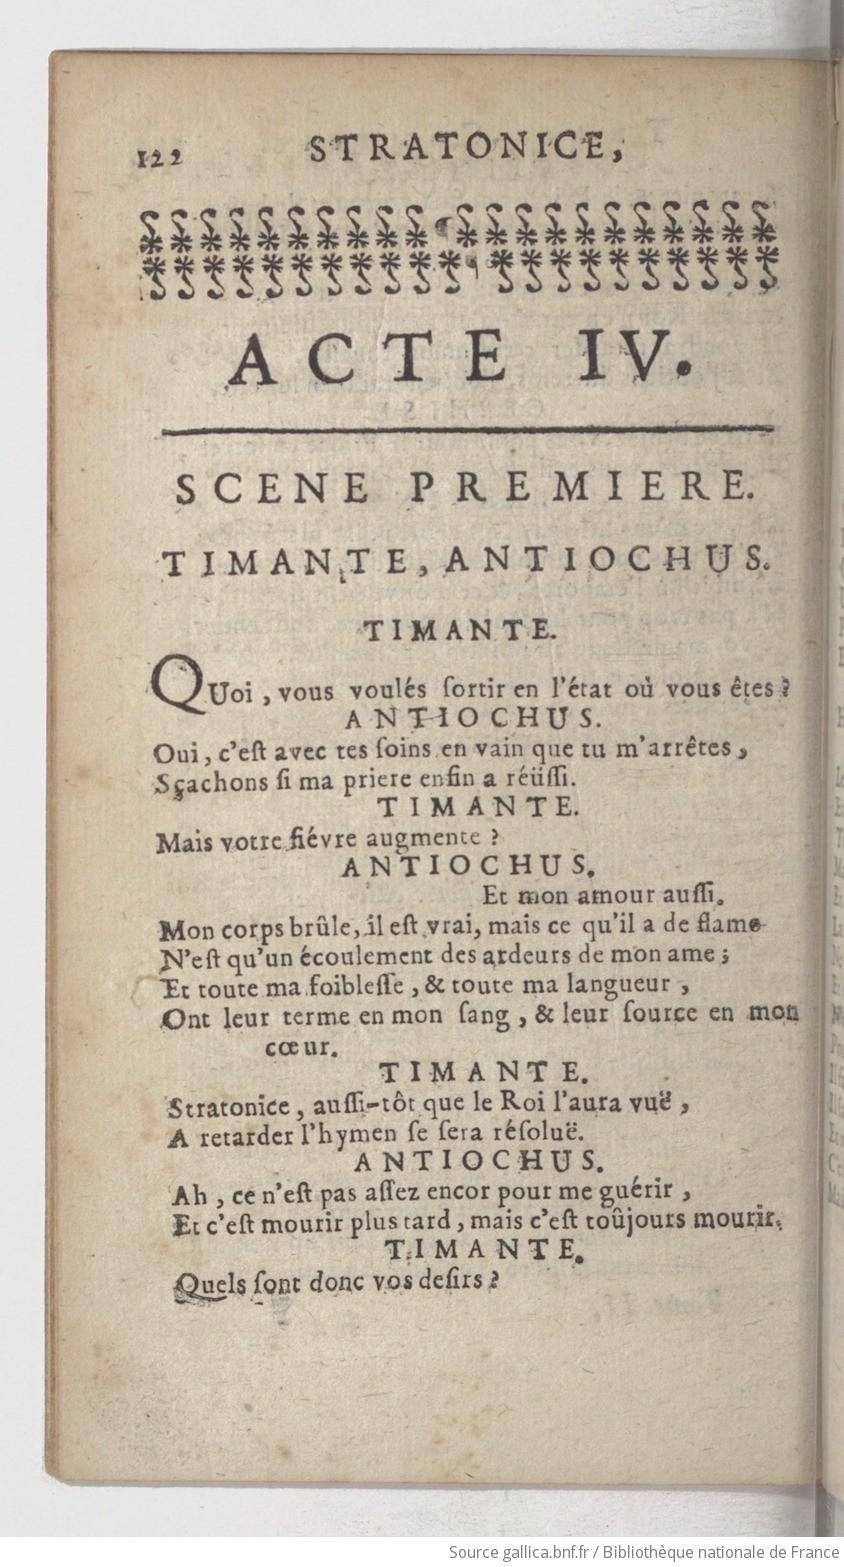 122 STRATONICE,
ACTE IV.
SCENE PREMIERE.
TIMANTE, ANTIOCHUS.
TIMANTE.
QUoi, vous voulés ſortir en l'état où vous êtes?
ANTIOCHUS.
Oui, c'eſt avec tes ſoins en vain que tu m'arrêtes,
Sçachons ſi ma priere enfin a réüſſi.
TIMANTE.
Mais votre fiévre augmente?
ANTIOCHUS.
Et mon amour auſſi.
Mon corps brûle, il eſt vrai, mais ce qu'il a de flame
N'eſt qu'un écoulement des ardeurs de mon ame;
Et toute ma foibleſſe, & toute ma langueur,
Ont leur terme en mon ſang, & leur ſource en mon
cœur.
TIMANTE.
Stratonice, auſſi-tôt que le Roi l'aura vuë,
A retarder l'hymen ſe ſera réſoluë.
ANTIOCHUS.
Ah, ce n'eſt pas aſſez encor pour me guérir,
Et c'eſt mourir plus tard, mais c'eſt toûjours mourir.
TIMANTE.
Quels ſont donc vos deſirs?
Source gallica.bnf.fr / Bibliothèque nationale de France